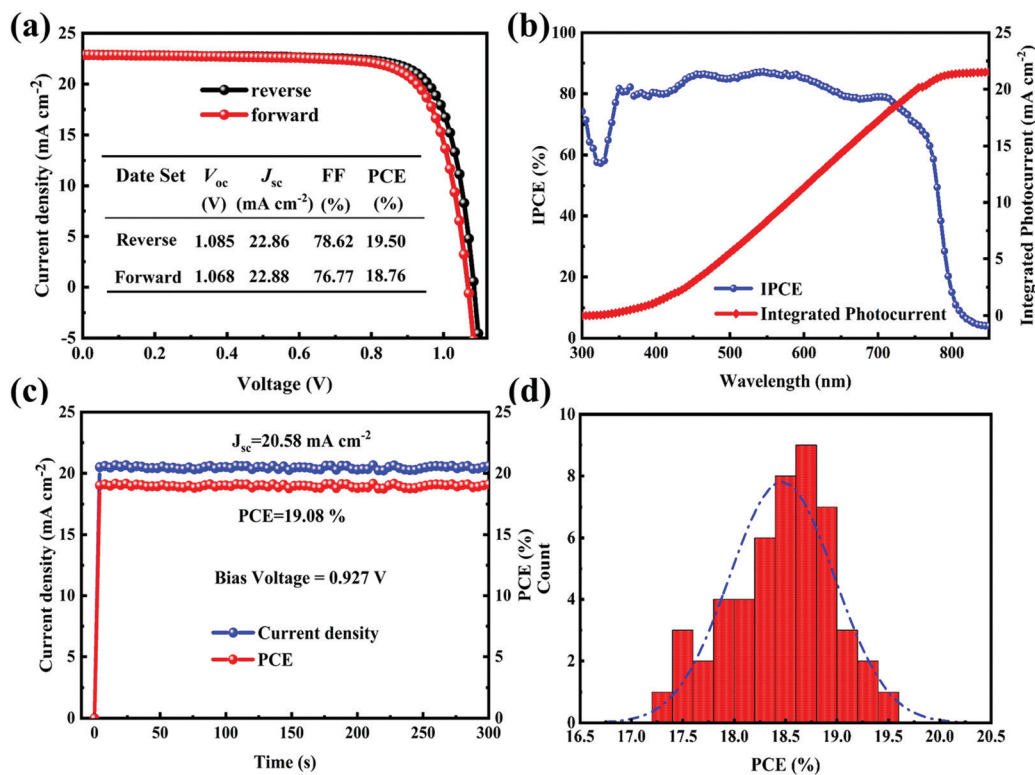 (a)
25
20
15
10
5
0
-5
Current density (mA cm-2)
0.0 0.2 0.4 0.6 0.8 1.0
Voltage (V)
reverse
forward
Date Set Voc Jsc FF PCE
(V) (mA cm-2) (%) (%)
Reverse 1.085 22.86 78.62 19.50
Forward 1.068 22.88 76.77 18.76
(b)
100
80
60
40
20
0
IPCE (%)
300 400 500 600 700 800
Wavelength (nm)
IPCE
Integrated Photocurrent
25
20
15
10
5
0
Integrated Photocurrrent (mA cm-2)
(c)
25
20
15
10
5
0
Current density (mA cm-2)
0 50 100 150 200 250 300
Time (s)
Jsc=20.58 mA cm-2
PCE=19.08 %
Bias Voltage = 0.927 V
Current density
PCE
25
20
15
10
5
0
PCE (%)
(d)
10
8
6
4
2
0
Count
16.5 17.0 17.5 18.0 18.5 19.0 19.5 20.0 20.5
PCE (%)